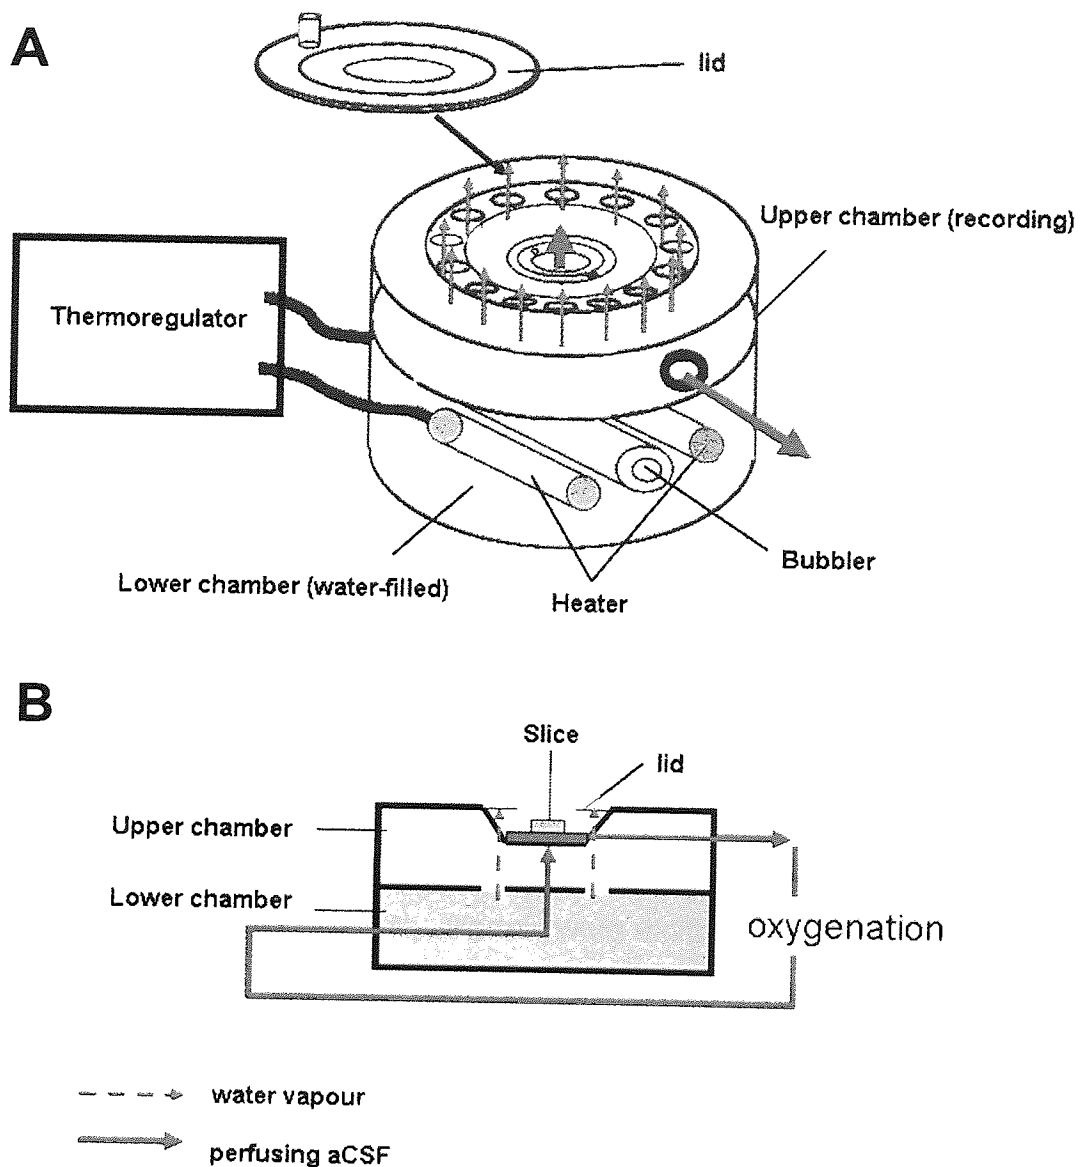 A
lid
Upper chamber (recording)
Thermoregulator
Bubbler
Lower chamber (water-filled)
Heater
B
Slice
lid
Upper chamber
Lower chamber
oxygenation
water vapour
perfusing aCSF